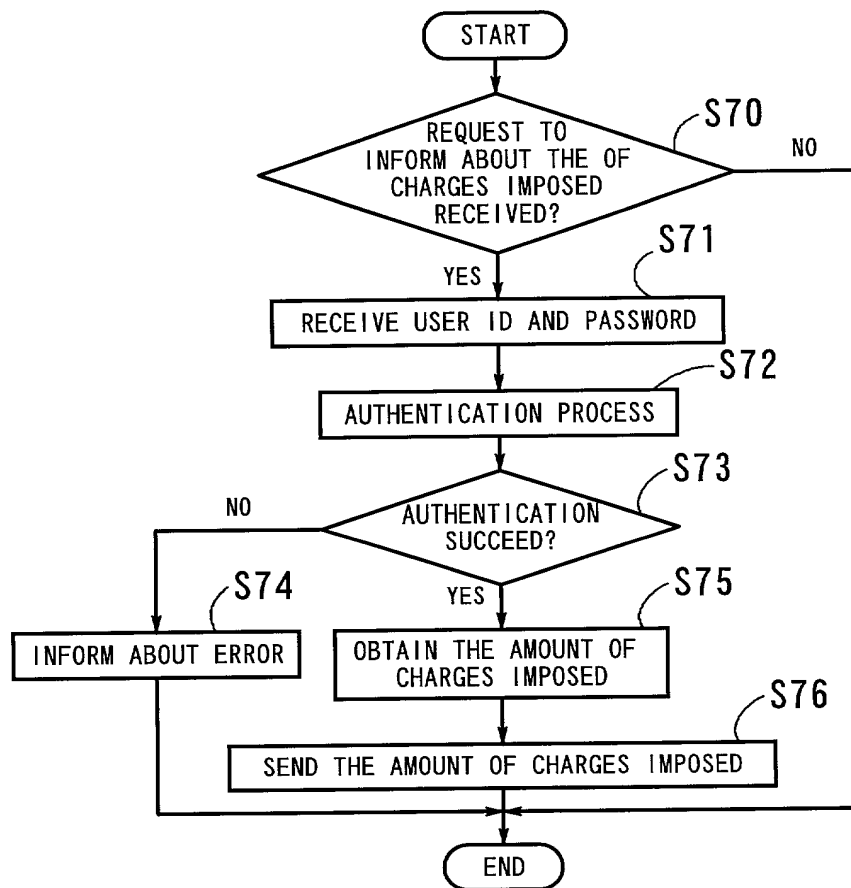 START
S70
REQUEST TO
INFORM ABOUT THE OF
CHARGES IMPOSED
RECEIVED?
NO
YES
S71
RECEIVE USER ID AND PASSWORD
S72
AUTHENTICATION PROCESS
S73
AUTHENTICATION
SUCCEED?
NO
YES
S74
INFORM ABOUT ERROR
S75
OBTAIN THE AMOUNT OF
CHARGES IMPOSED
S76
SEND THE AMOUNT OF CHARGES IMPOSED
END